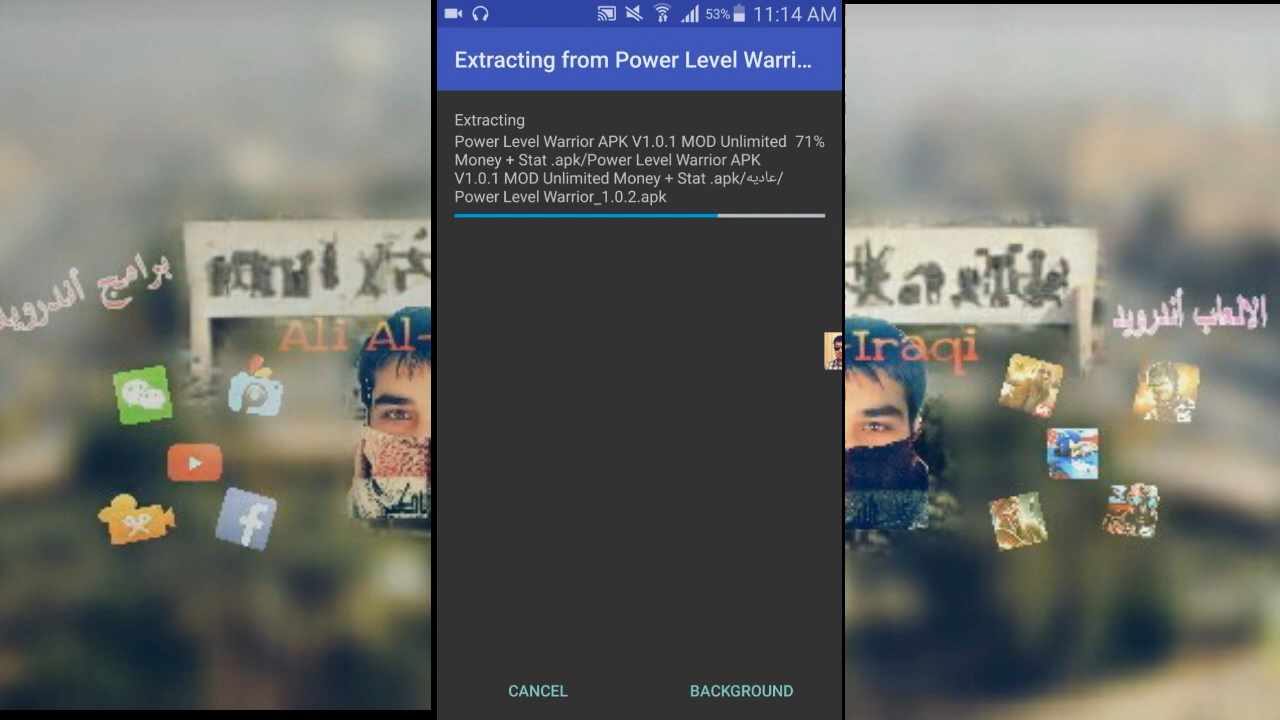 53% 11:14 AM
Extracting from Power Level Warri...
Extracting
Power Level Warrior APK V1.0.1 MOD Unlimited 71%
Money + Stat .apk/Power Level Warrior APK
V1.0.1 MOD Unlimited Money + Stat .apk/عاديه/
Power Level Warrior_1.0.2.apk
برامج أندرويد
Ali Al-
-Iraqi
الالعاب أندرويد
CANCEL BACKGROUND